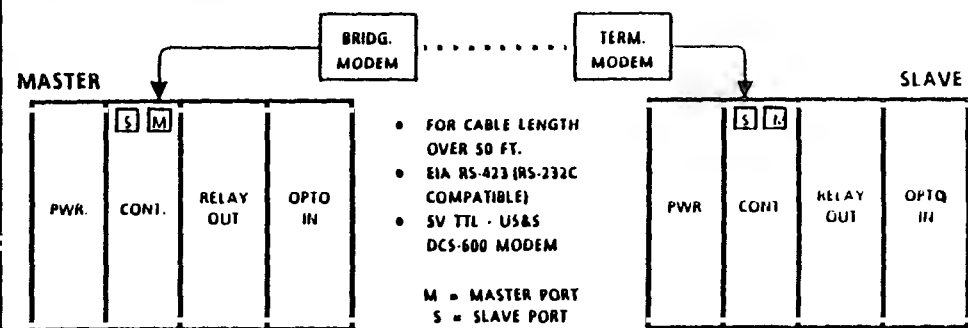 BRIDG.
MODEM
TERM.
MODEM
MASTER
SLAVE
S M
PWR.
CONT.
RELAY
OUT
OPTO
IN
• FOR CABLE LENGTH
OVER 50 FT.
• EIA RS-423 (RS-232C
COMPATIBLE)
• 5V TTL - US&S
DCS-600 MODEM
M = MASTER PORT
S = SLAVE PORT
S
PWR
CONT
RELAY
OUT
OPTO
IN